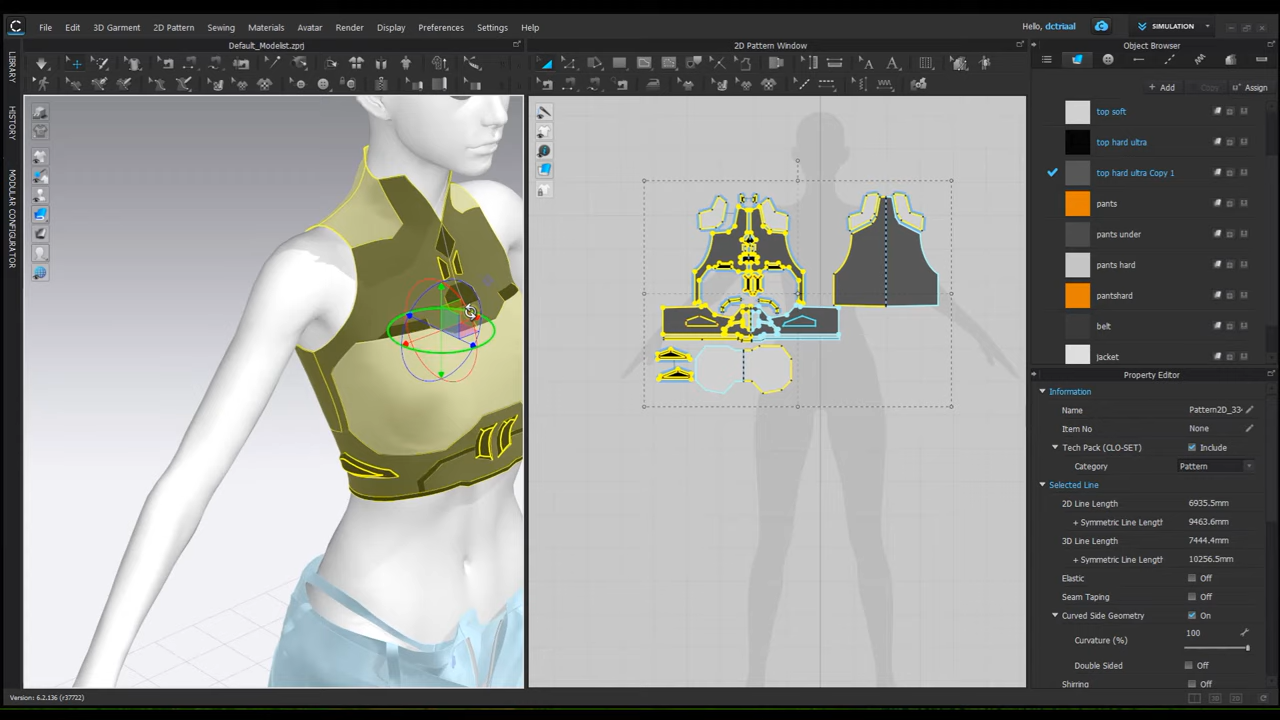 C File Edit 3D Garment 2D Pattern Sewing Materials Avatar Render Display Preferences Settings Help Hello, dctriaal SIMULATION
Default_Modelist.zprj
2D Pattern Window
Object Browser
LIBRARY
HISTORY
MODULAR CONFIGURATOR
+ Add Copy Assign
top soft
top hard ultra
top hard ultra Copy 1
pants
pants under
pants hard
pantshard
belt
jacket
Property Editor
Information
Name Pattern2D_33
Item No None
Tech Pack (CLO-SET) Include
Category Pattern
Selected Line
2D Line Length 6935.5mm
+ Symmetric Line Length 9463.6mm
3D Line Length 7444.4mm
+ Symmetric Line Length 10256.5mm
Elastic Off
Seam Taping Off
Curved Side Geometry On
Curvature (%) 100
Double Sided Off
Shirring Off
Version: 6.2.136 (r37722)